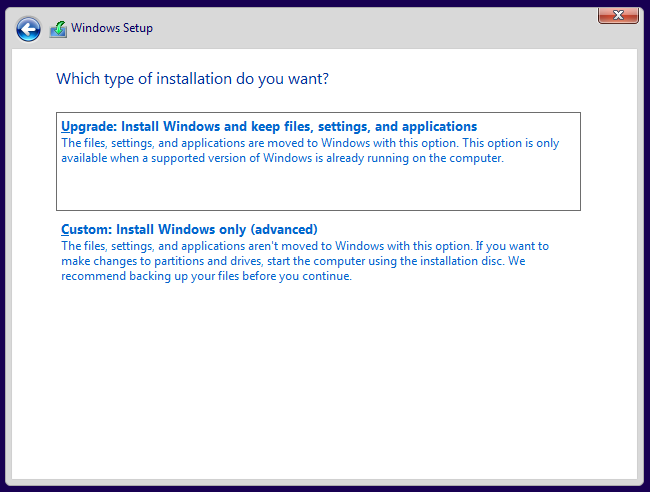 Windows Setup
Which type of installation do you want?
Upgrade: Install Windows and keep files, settings, and applications
The files, settings, and applications are moved to Windows with this option. This option is only
available when a supported version of Windows is already running on the computer.
Custom: Install Windows only (advanced)
The files, settings, and applications aren't moved to Windows with this option. If you want to
make changes to partitions and drives, start the computer using the installation disc. We
recommend backing up your files before you continue.